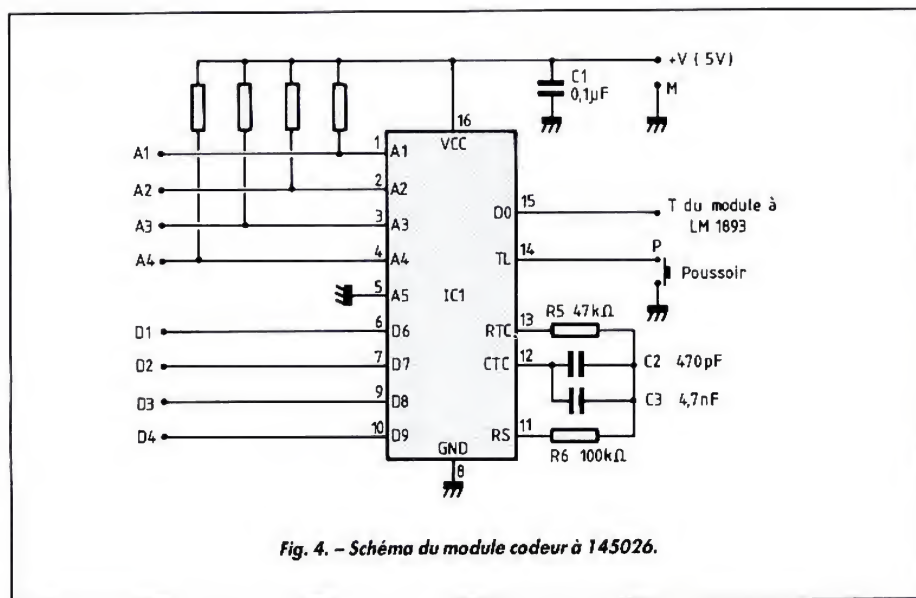 +V (5V)
C1
0,1µF
M
16
VCC
A1
1
A1
A2
2
A2
A3
3
A3
A4
4
A4
5
A5
IC1
D1
6
D6
D2
7
D7
D3
9
D8
D4
10
D9
GND
8
D0
15
T du module à
LM 1893
TL
14
P
Poussoir
RTC
13
R5 47kΩ
CTC
12
C2 470pF
C3 4,7nF
RS
11
R6 100kΩ
Fig. 4. – Schéma du module codeur à 145026.